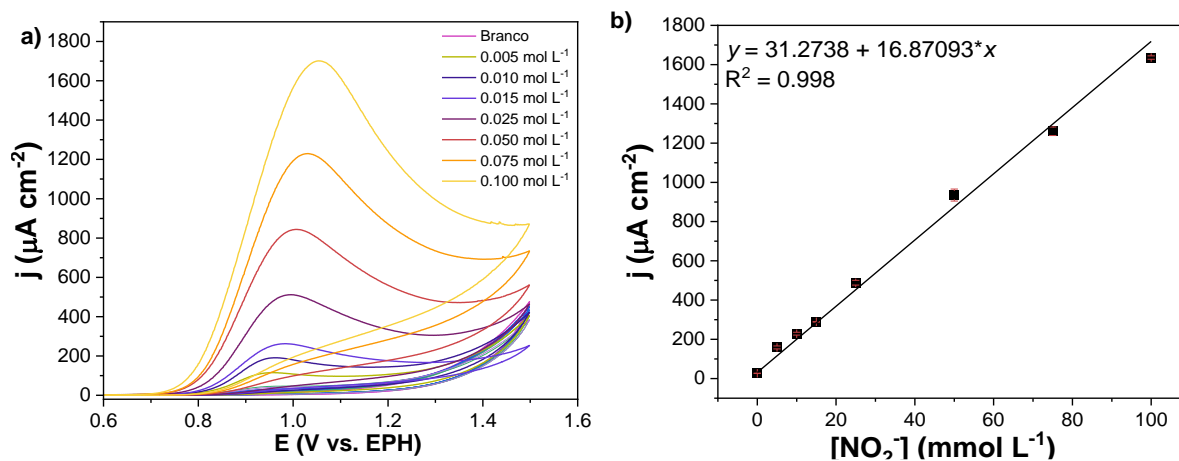 a)
1800
1600
1400
1200
1000
800
600
400
200
0
j (μA cm⁻²)
0.6
0.8
1.0
1.2
1.4
1.6
E (V vs. EPH)
Branco
0.005 mol L⁻¹
0.010 mol L⁻¹
0.015 mol L⁻¹
0.025 mol L⁻¹
0.050 mol L⁻¹
0.075 mol L⁻¹
0.100 mol L⁻¹
b)
1800
1600
1400
1200
1000
800
600
400
200
0
j (μA cm⁻²)
y = 31.2738 + 16.87093*x
R² = 0.998
0
20
40
60
80
100
[NO₂⁻] (mmol L⁻¹)